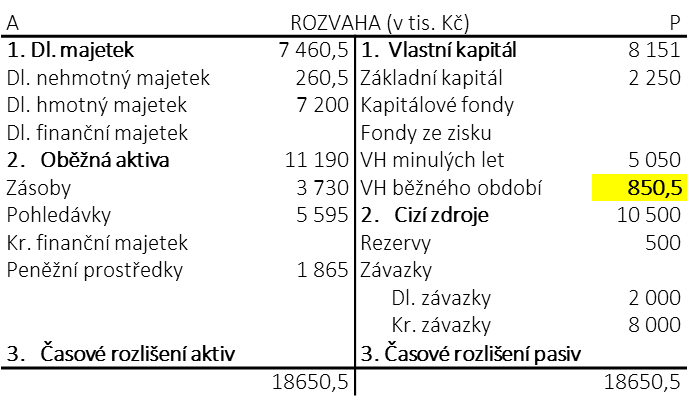 A ROZVAHA (v tis. Kč) P
1. Dl. majetek 7 460,5 1. Vlastní kapitál 8 151
Dl. nehmotný majetek 260,5 Základní kapitál 2 250
Dl. hmotný majetek 7 200 Kapitálové fondy
Dl. finanční majetek Fondy ze zisku
2. Oběžná aktiva 11 190 VH minulých let 5 050
Zásoby 3 730 VH běžného období 850,5
Pohledávky 5 595 2. Cizí zdroje 10 500
Kr. finanční majetek Rezervy 500
Peněžní prostředky 1 865 Závazky
Dl. závazky 2 000
Kr. závazky 8 000
3. Časové rozlišení aktiv 3. Časové rozlišení pasiv
18650,5 18650,5